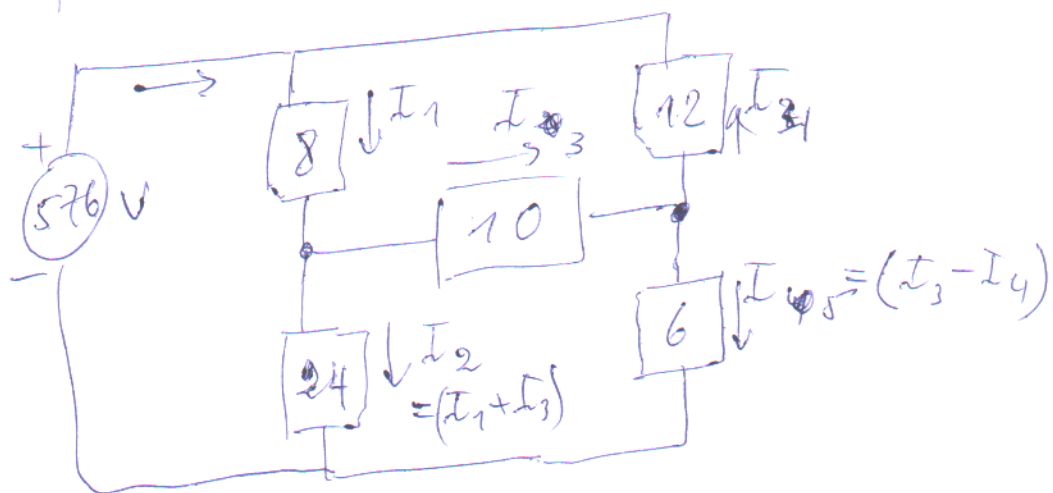 +
576 V
-
8
↓ I1
I3
→
12
I4
10
24
↓ I2
=(I1+I3)
6
↓ I5 =(I3-I4)